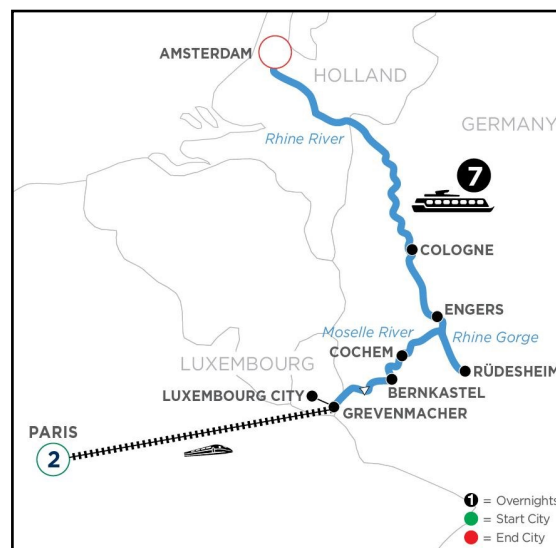 AMSTERDAM
HOLLAND
GERMANY
Rhine River
7
COLOGNE
ENGERS
Moselle River
Rhine Gorge
COCHEM
LUXEMBOURG
RÜDESHEIM
BERNKASTEL
LUXEMBOURG CITY
GREVENMACHER
PARIS
2
1 = Overnights
= Start City
= End City